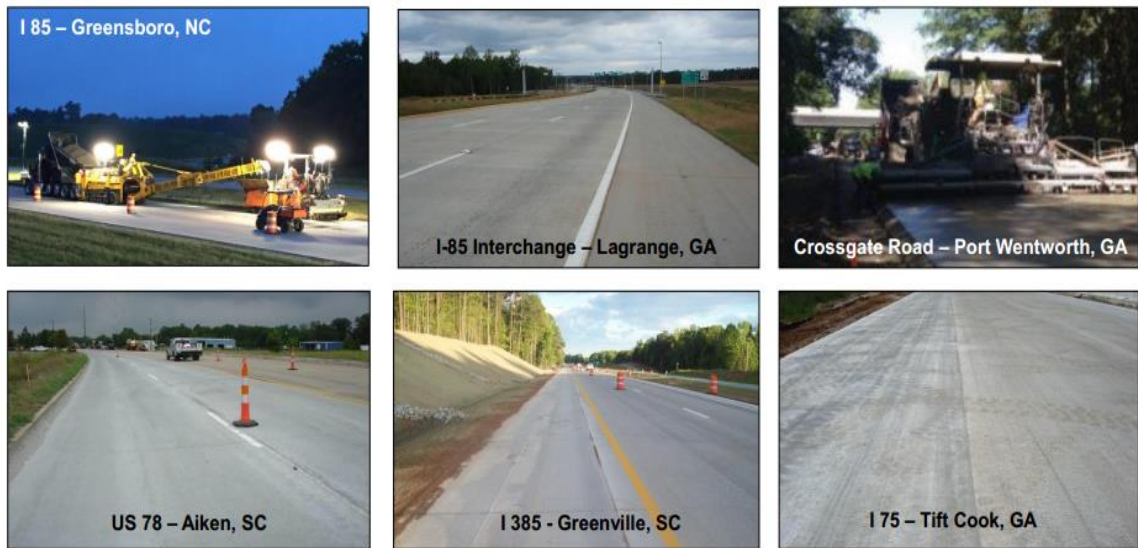 I 85 – Greensboro, NC
I-85 Interchange – Lagrange, GA
Crossgate Road – Port Wentworth, GA
US 78 – Aiken, SC
I 385 - Greenville, SC
I 75 – Tift Cook, GA